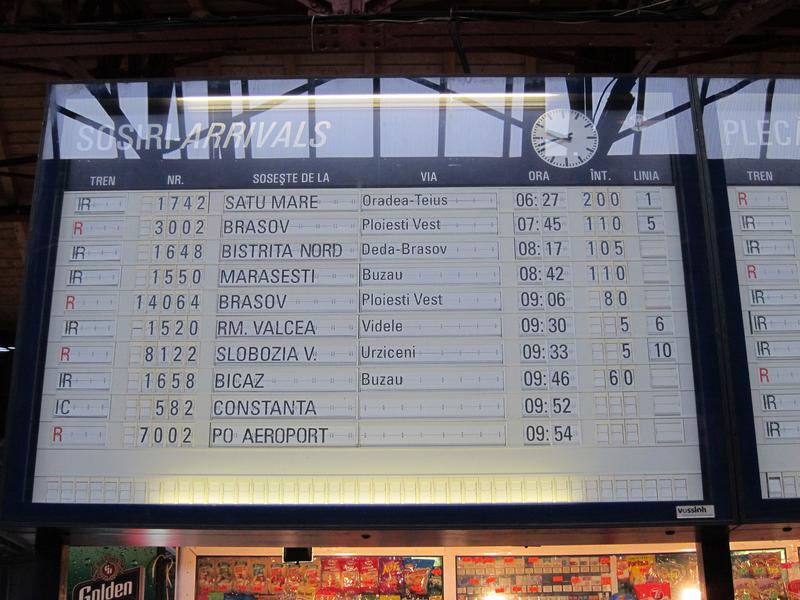 SOSIRI-ARRIVALS
TREN NR. SOSEȘTE DE LA VIA ORA ÎNT. LINIA
IR 1742 SATU MARE Oradea-Teius 06:27 200 1
R 3002 BRASOV Ploiesti Vest 07:45 110 5
IR 1648 BISTRITA NORD Deda-Brasov 08:17 105
IR 1550 MARASESTI Buzau 08:42 110
R 14064 BRASOV Ploiesti Vest 09:06 80
IR 1520 RM. VALCEA Videle 09:30 5 6
R 8122 SLOBOZIA V. Urziceni 09:33 5 10
IR 1658 BICAZ Buzau 09:46 60
IC 582 CONSTANTA 09:52
R 7002 PO AEROPORT 09:54
vossloh
PLECĂ
TREN
R
IR
IR
R
IR
IR
IR
R
IR
IR
Golden